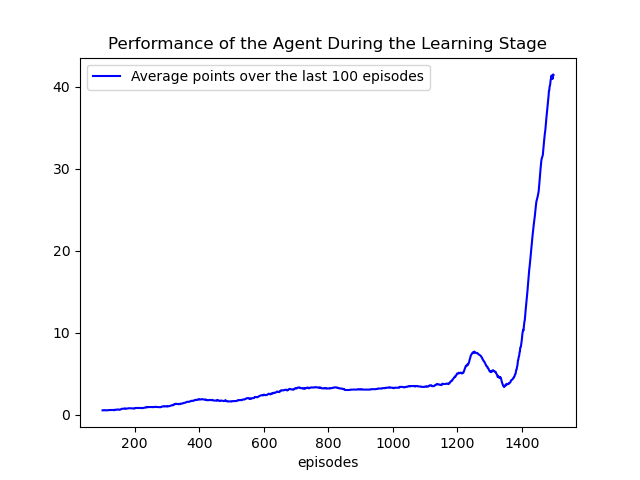 Performance of the Agent During the Learning Stage
Average points over the last 100 episodes
40
30
20
10
0
200 400 600 800 1000 1200 1400
episodes